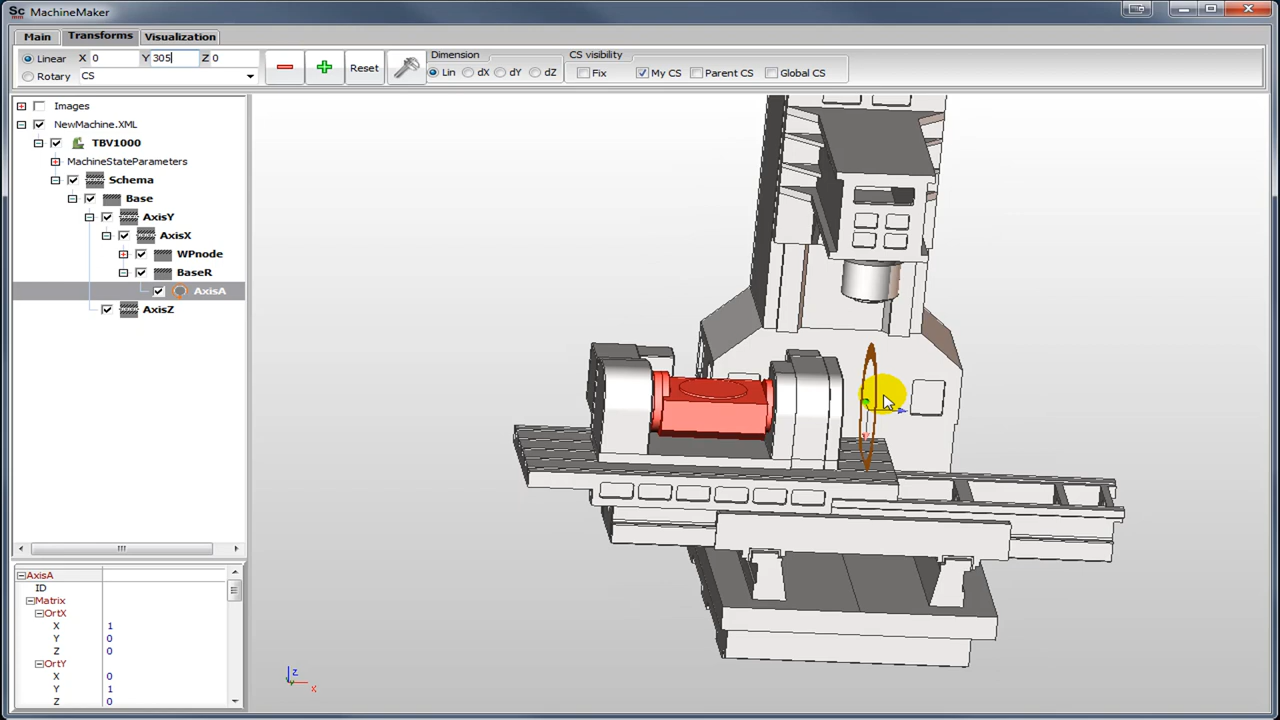 Sc MachineMaker
Main Transforms Visualization
Linear X 0 Y 305 Z 0
Rotary CS
Reset
Dimension
Lin dX dY dZ
CS visibility
Fix My CS Parent CS Global CS
Images
NewMachine.XML
TBV1000
MachineStateParameters
Schema
Base
AxisY
AxisX
WPnode
BaseR
AxisA
AxisZ
AxisA
ID
Matrix
OrtX
X 1
Y 0
Z 0
OrtY
X 0
Y 1
Z 0
z
Y
x